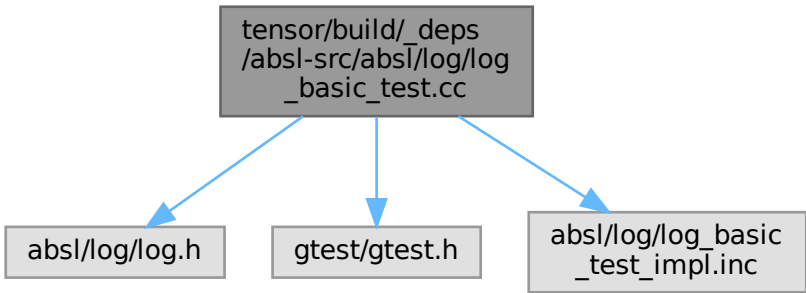 tensor/build/_deps
/absl-src/absl/log/log
_basic_test.cc
absl/log/log.h
gtest/gtest.h
absl/log/log_basic
_test_impl.inc